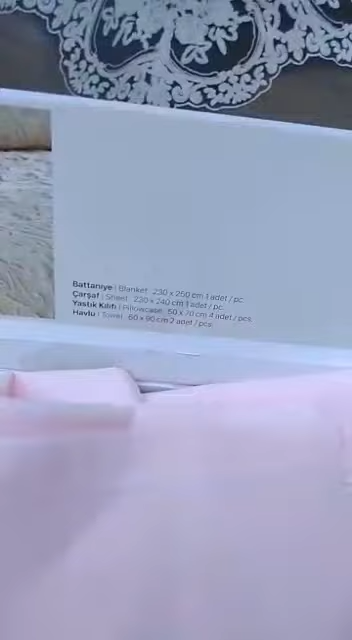 Battaniye | Blanket 230 x 250 cm 1 adet / pc.
Çarşaf | Sheet 230 x 240 cm 1 adet / pc.
Yastık Kılıfı | Pillowcase 50 x 70 cm 4 adet / pcs.
Havlu | Towel 60 x 90 cm 2 adet / pcs.